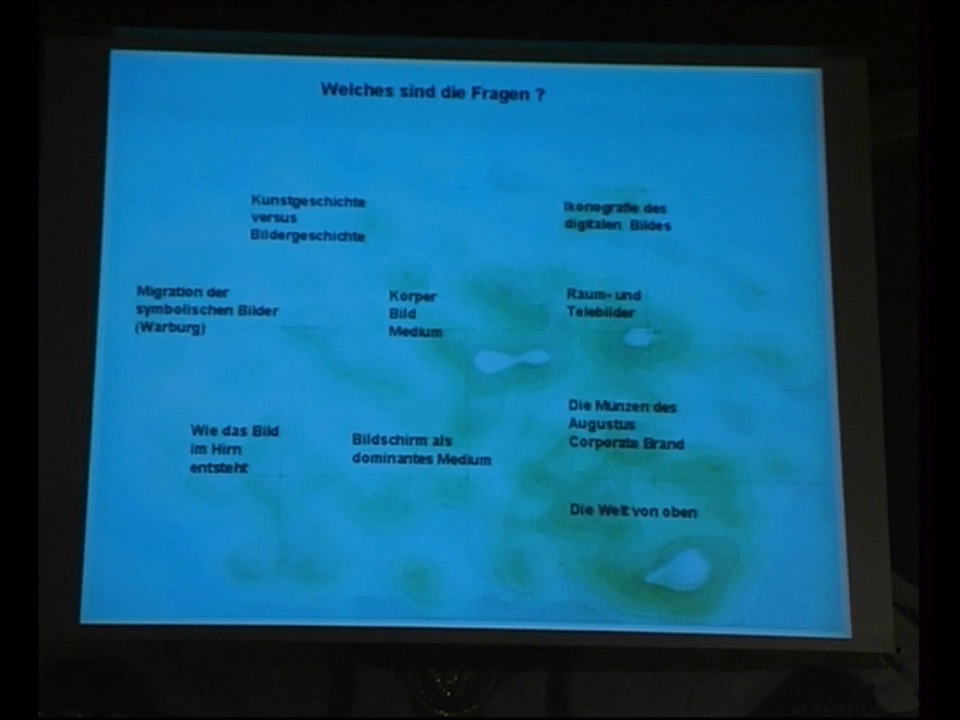 Welches sind die Fragen ?
Kunstgeschichte
versus
Bildergeschichte
Ikonografie des
digitalen Bildes
Migration der
symbolischen Bilder
(Warburg)
Korper
Bild
Medium
Raum- und
Telebilder
Die Münzen des
Augustus
Corporate Brand
Wie das Bild
im Hirn
entsteht
Bildschirm als
dominantes Medium
Die Welt von oben